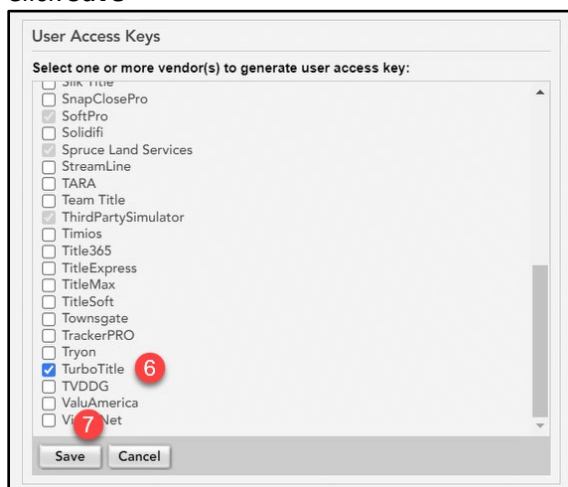 User Access Keys
Select one or more vendor(s) to generate user access key:
SnapClosePro
SoftPro
Solidifi
Spruce Land Services
StreamLine
TARA
Team Title
ThirdPartySimulator
Timios
Title365
TitleExpress
TitleMax
TitleSoft
Townsgate
TrackerPRO
Tryon
TurboTitle 6
TVDDG
ValuAmerica
7
Save Cancel